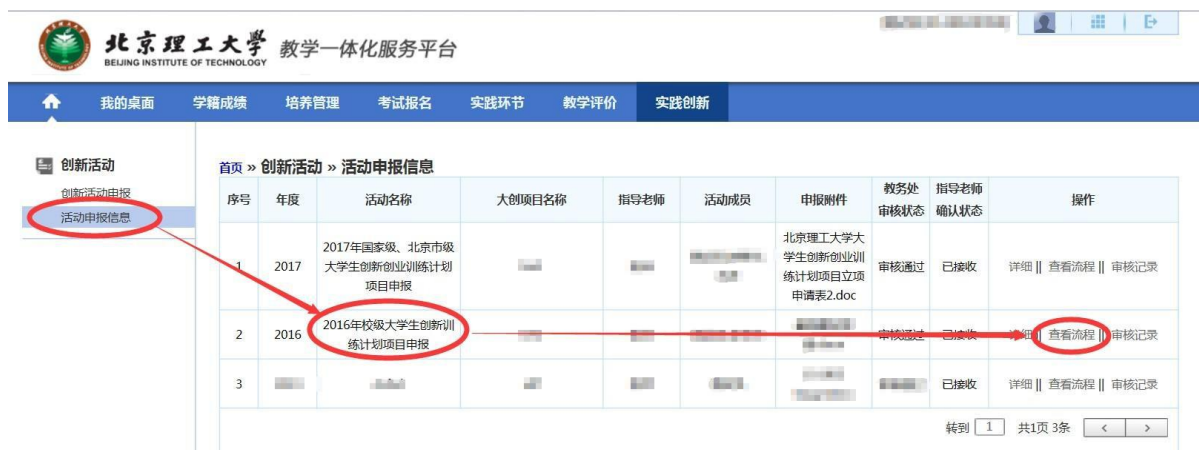 北京理工大學 教学一体化服务平台
BEIJING INSTITUTE OF TECHNOLOGY
我的桌面 学籍成绩 培养管理 考试报名 实践环节 教学评价 实践创新
创新活动
创新活动申报
活动申报信息
首页 » 创新活动 » 活动申报信息
序号 年度 活动名称 大创项目名称 指导老师 活动成员 申报附件 教务处 审核状态 指导老师 确认状态 操作
1 2017 2017年国家级、北京市级
大学生创新创业训练计划
项目申报
北京理工大学大
学生创新创业训
练计划项目立项
申请表2.doc
审核通过 已接收 详细 || 查看流程 || 审核记录
2 2016 2016年校级大学生创新训
练计划项目申报
审核通过 已接收 详细 || 查看流程 || 审核记录
3 已接收 详细 || 查看流程 || 审核记录
转到 1 共1页 3条 < >